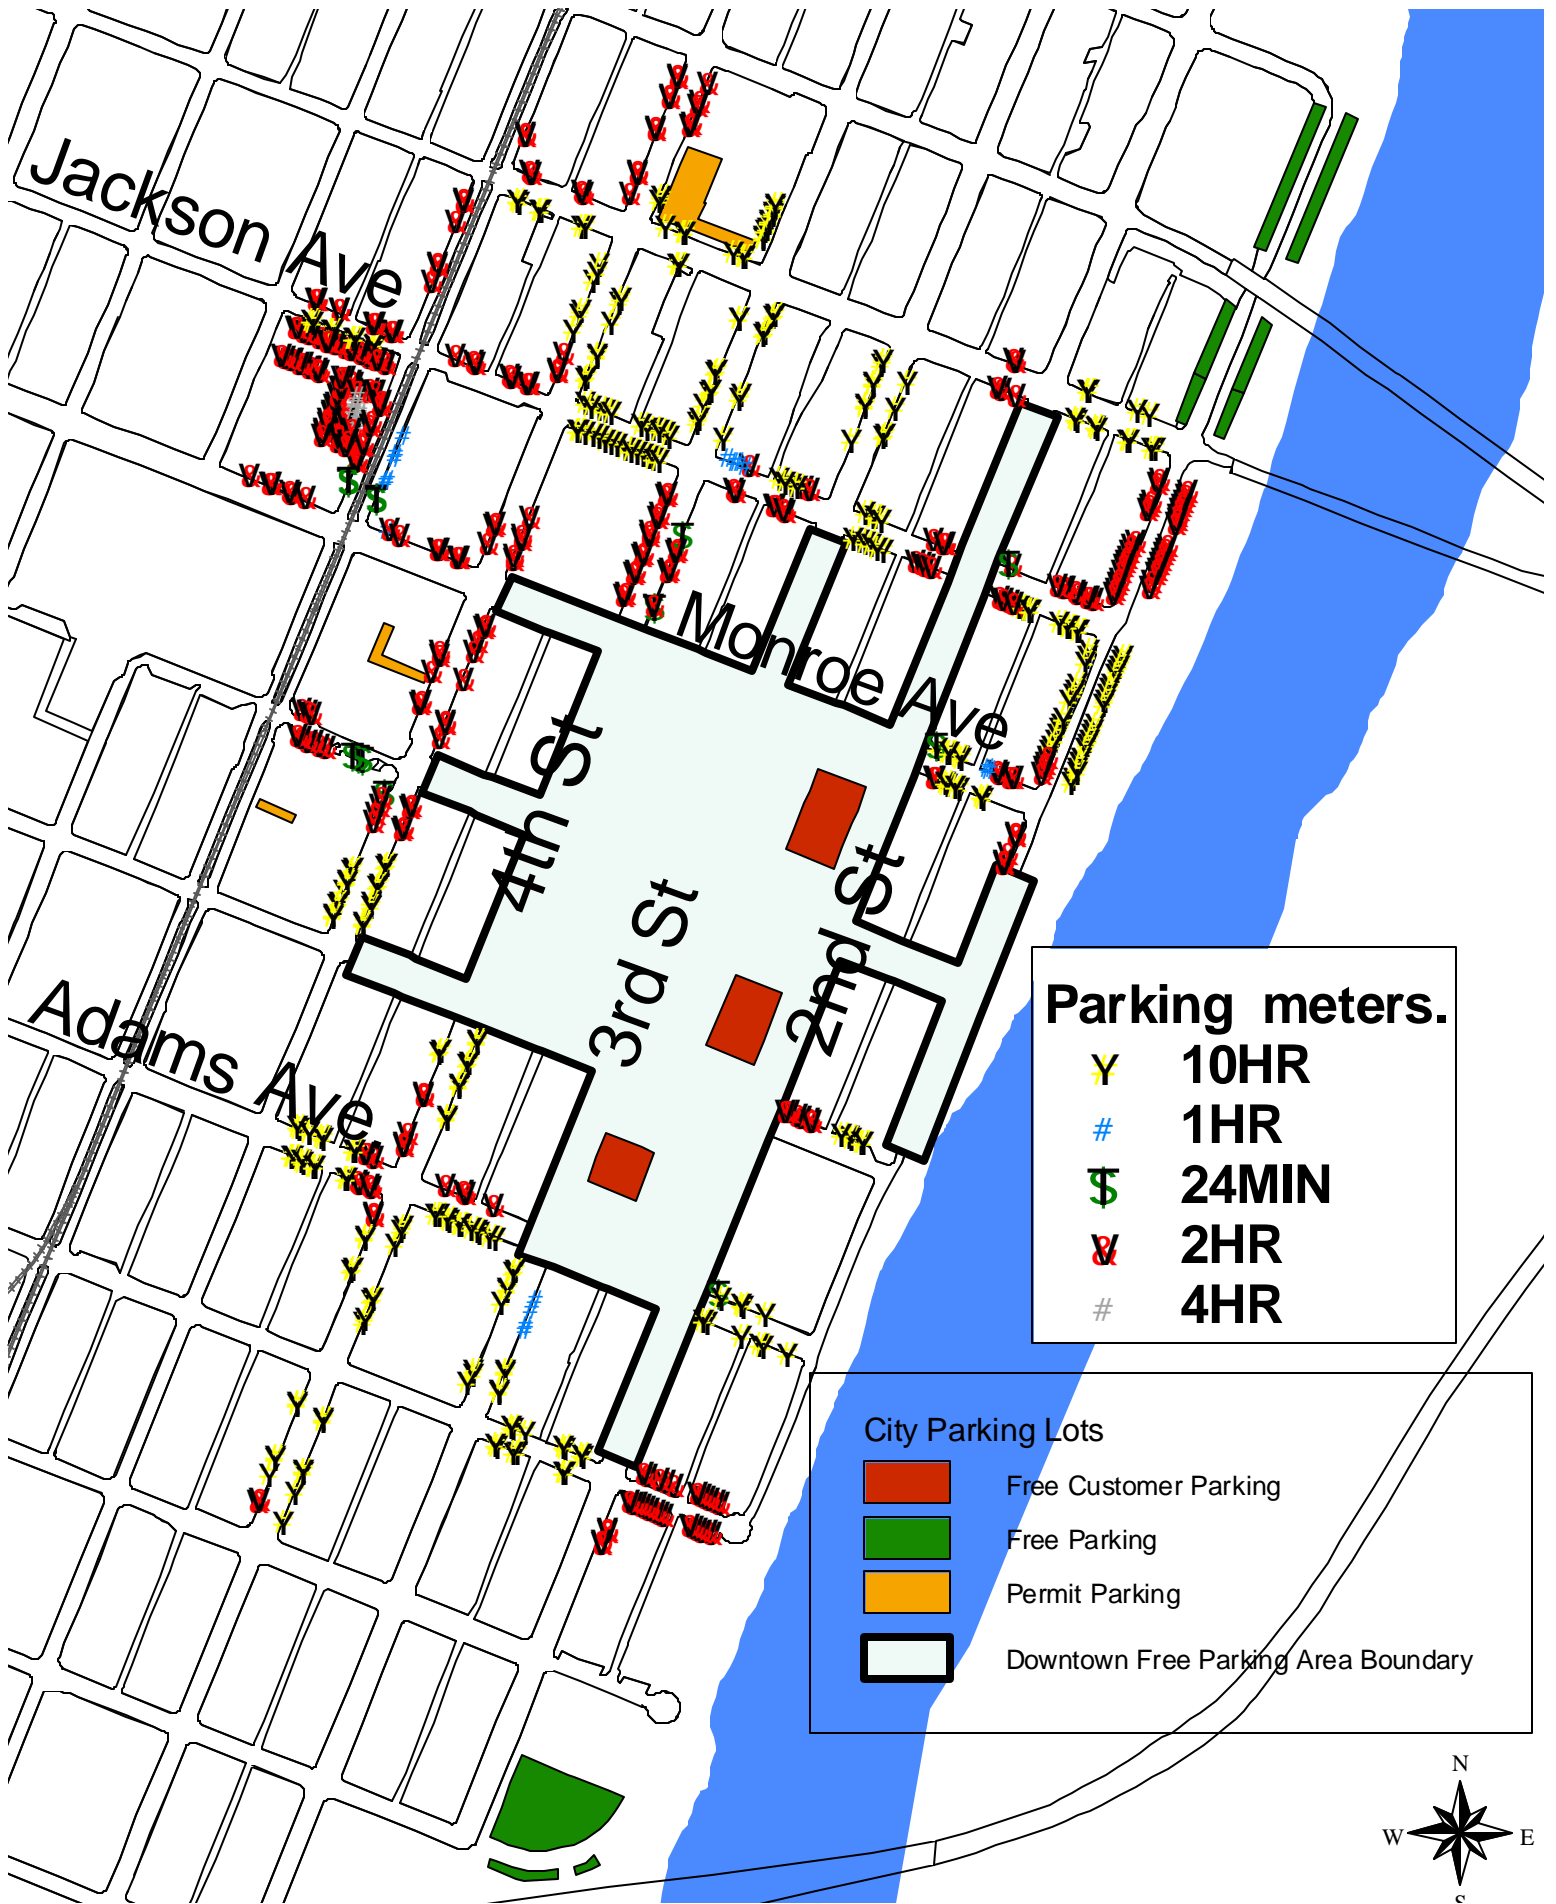 Jackson Ave
Monroe Ave
4th St
3rd St
2nd St
Adams Ave
Parking meters.
10HR
# 1HR
24MIN
2HR
# 4HR
City Parking Lots
Free Customer Parking
Free Parking
Permit Parking
Downtown Free Parking Area Boundary
N
W E
S